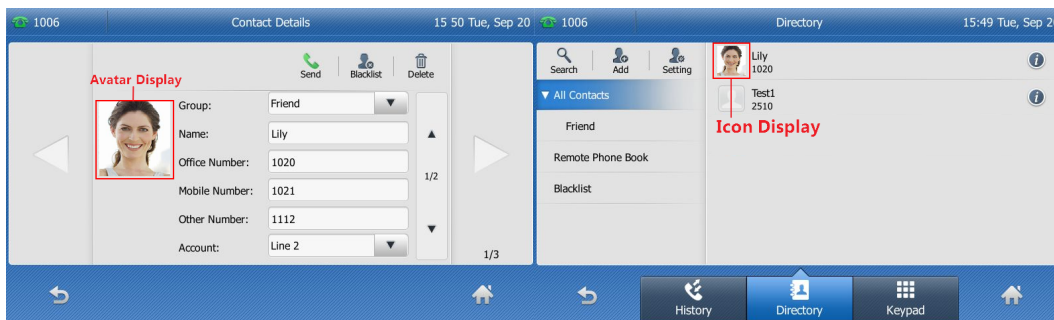 1006
Contact Details
15 50 Tue, Sep 20
Avatar Display
Send
Blacklist
Delete
Group:
Friend
Name:
Lily
Office Number:
1020
Mobile Number:
1021
Other Number:
1112
Account:
Line 2
1/2
1/3
1006
Directory
15:49 Tue, Sep 2
Search
Add
Setting
All Contacts
Friend
Remote Phone Book
Blacklist
Lily
1020
Test1
2510
Icon Display
History
Directory
Keypad